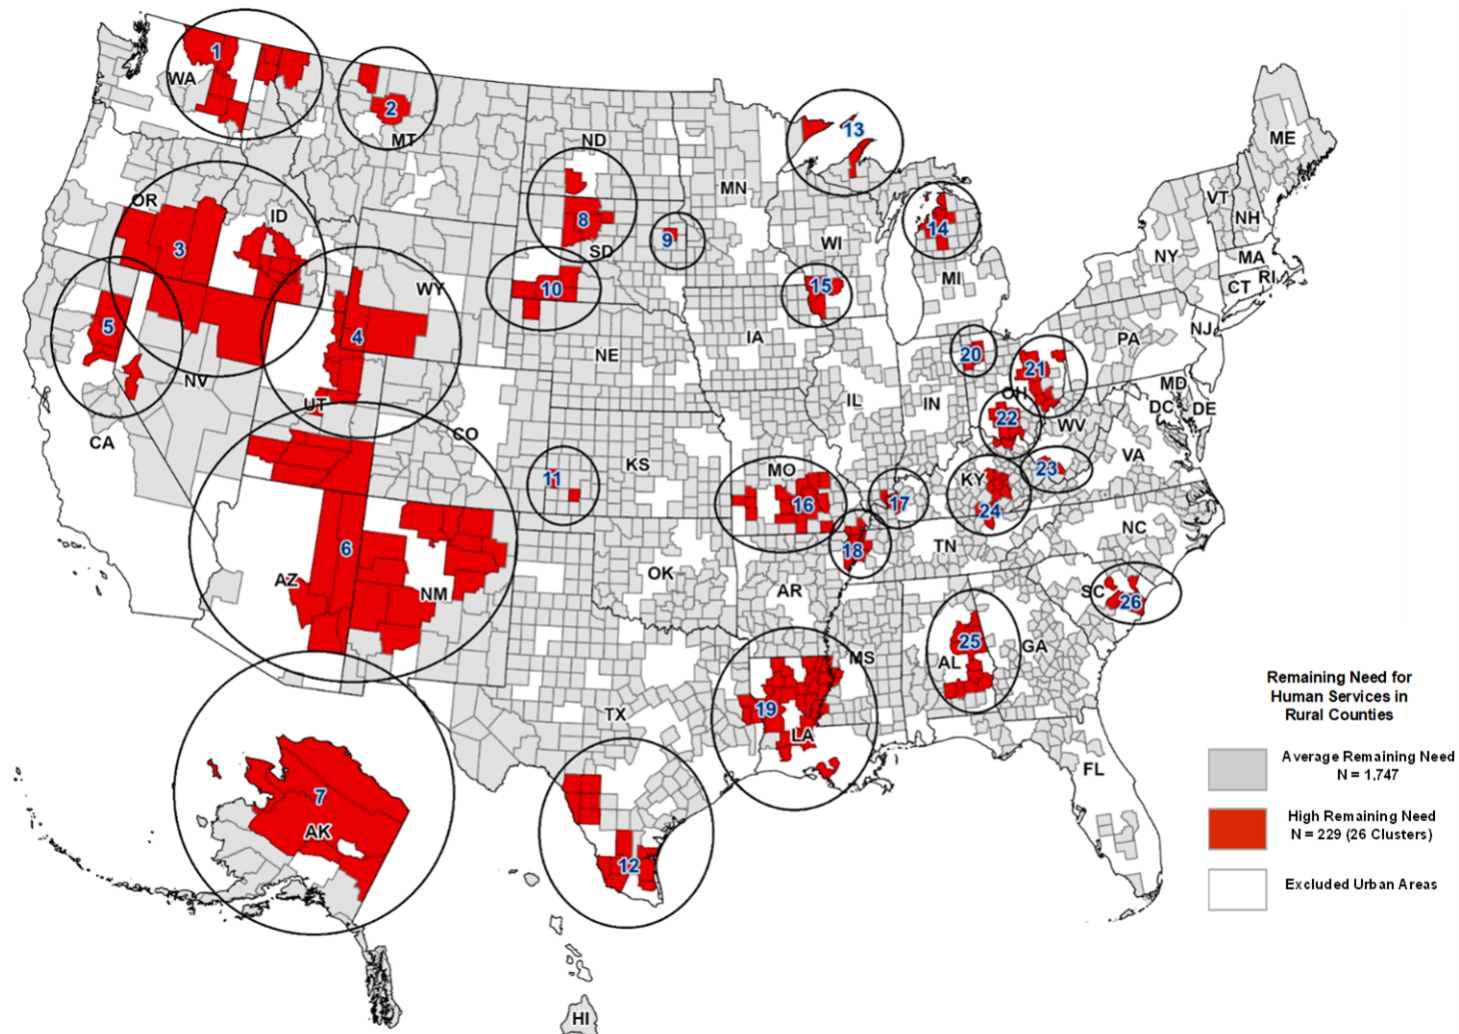 1
WA
2
MT
ND
13
MN
ME
VT
NH
OR
ID
3
8
SD
9
WI
14
MI
NY
MA
CT
RI
WY
10
15
5
4
NV
UT
NE
IA
20
21
PA
NJ
OH
IL
IN
22
WV
MD
DC
DE
VA
CA
CO
11
KS
MO
16
17
KY
23
24
18
TN
NC
6
AZ
NM
OK
AR
SC
26
25
AL
GA
MS
19
LA
TX
FL
7
AK
12
HI
Remaining Need for
Human Services in
Rural Counties
Average Remaining Need
N = 1,747
High Remaining Need
N = 229 (26 Clusters)
Excluded Urban Areas